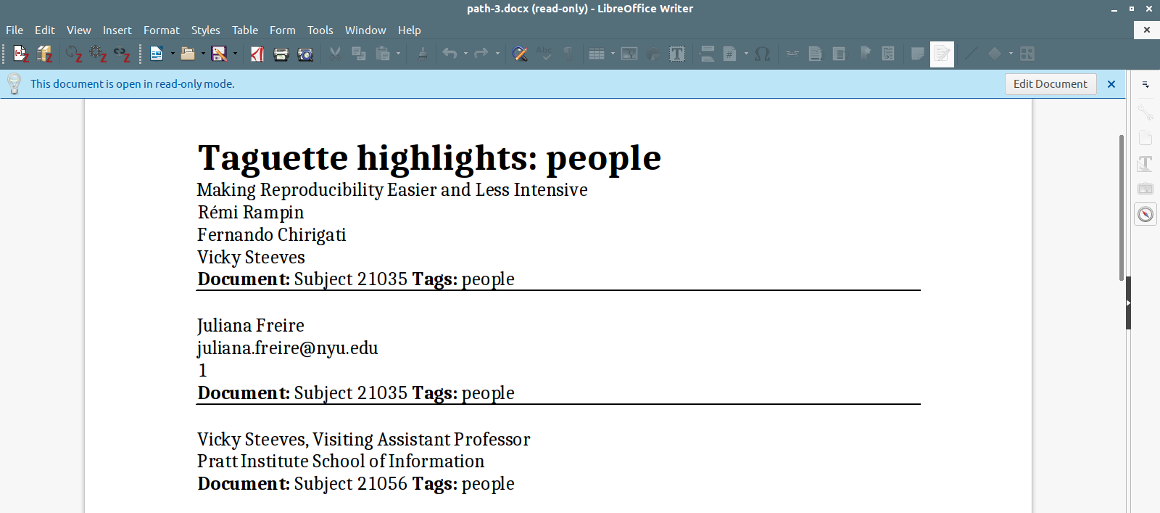 path-3.docx (read-only) - LibreOffice Writer
File Edit View Insert Format Styles Table Form Tools Window Help
This document is open in read-only mode.
Edit Document
Taguette highlights: people
Making Reproducibility Easier and Less Intensive
Rémi Rampin
Fernando Chirigati
Vicky Steeves
Document: Subject 21035 Tags: people
Juliana Freire
juliana.freire@nyu.edu
1
Document: Subject 21035 Tags: people
Vicky Steeves, Visiting Assistant Professor
Pratt Institute School of Information
Document: Subject 21056 Tags: people